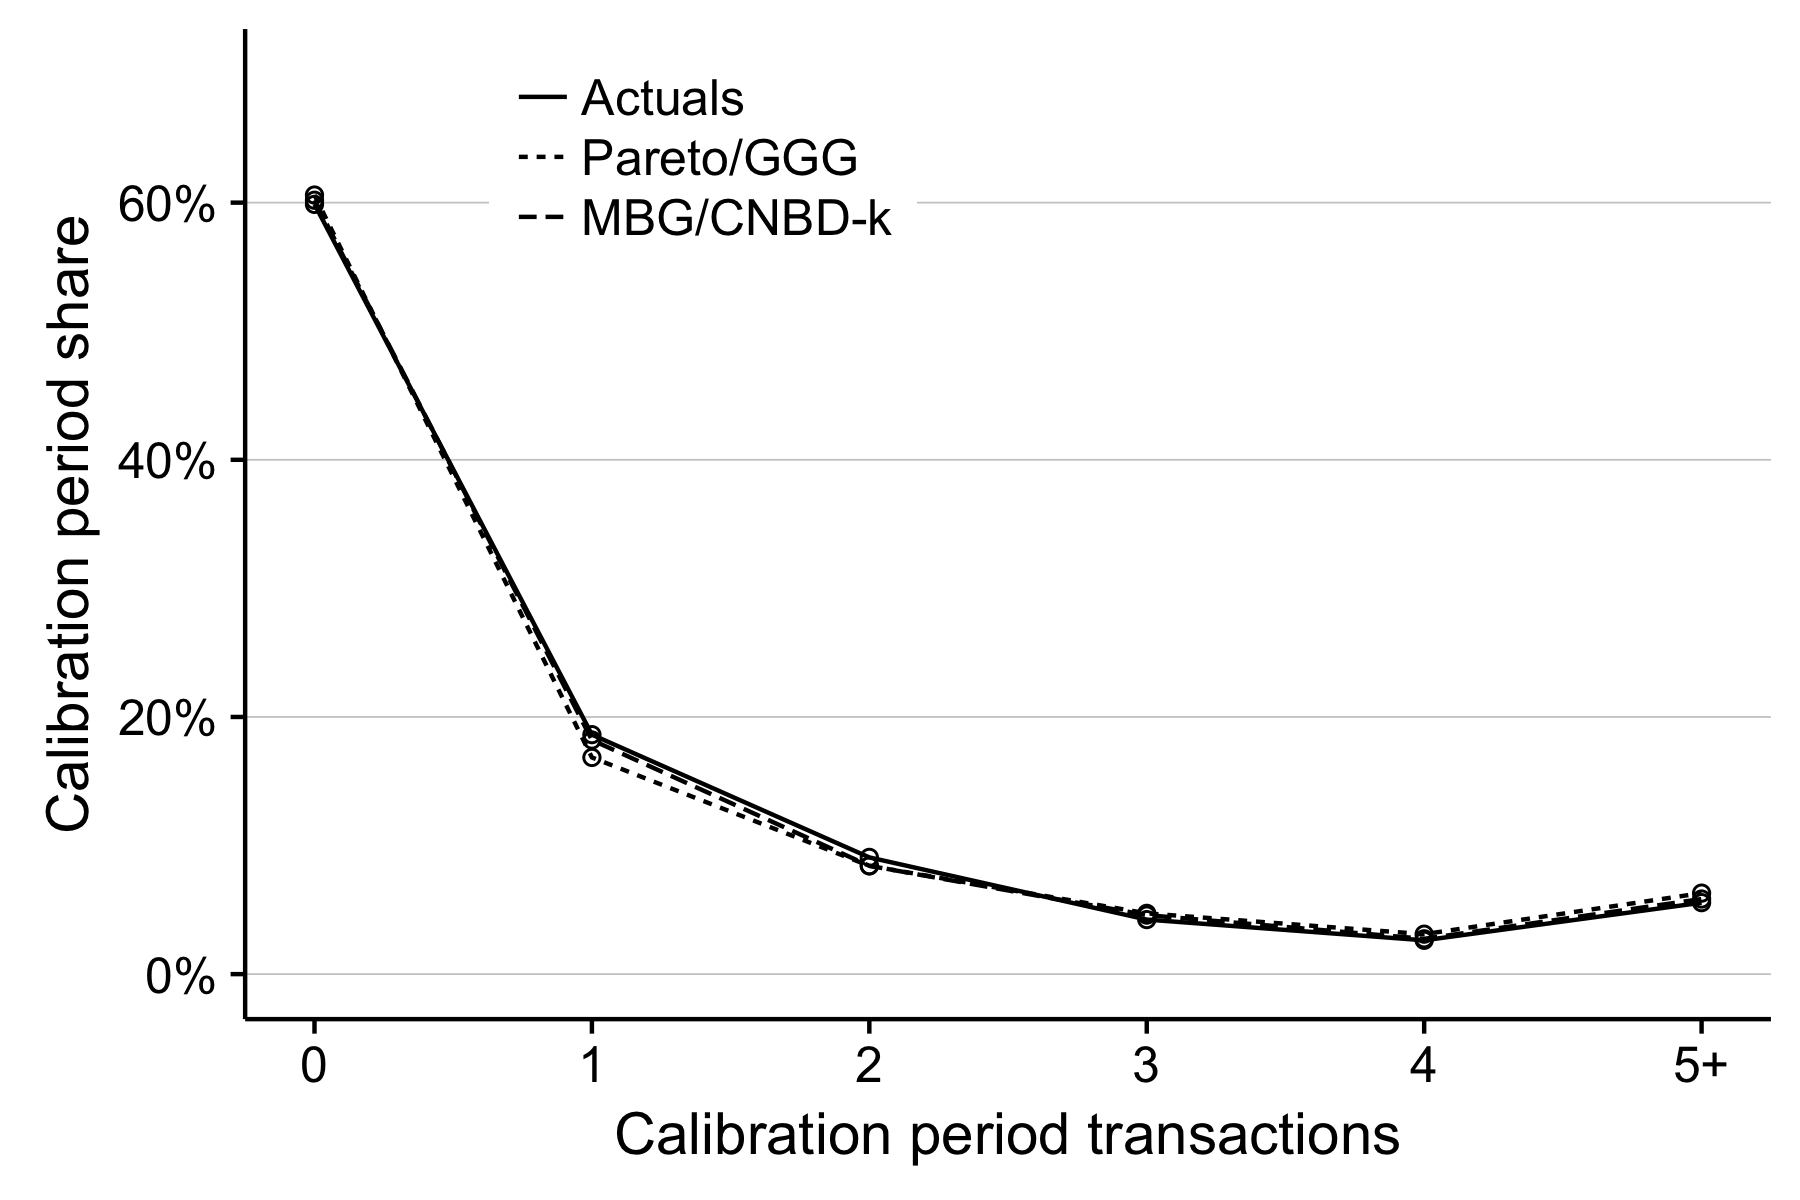 Actuals
Pareto/GGG
MBG/CNBD-k
Calibration period share
60%
40%
20%
0%
0 1 2 3 4 5+
Calibration period transactions